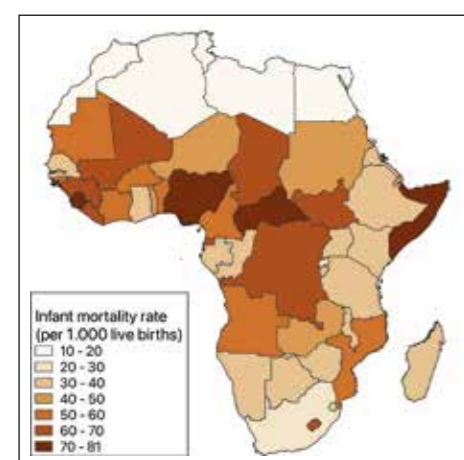 Infant mortality rate
(per 1.000 live births)
10 - 20
20 - 30
30 - 40
40 - 50
50 - 60
60 - 70
70 - 81